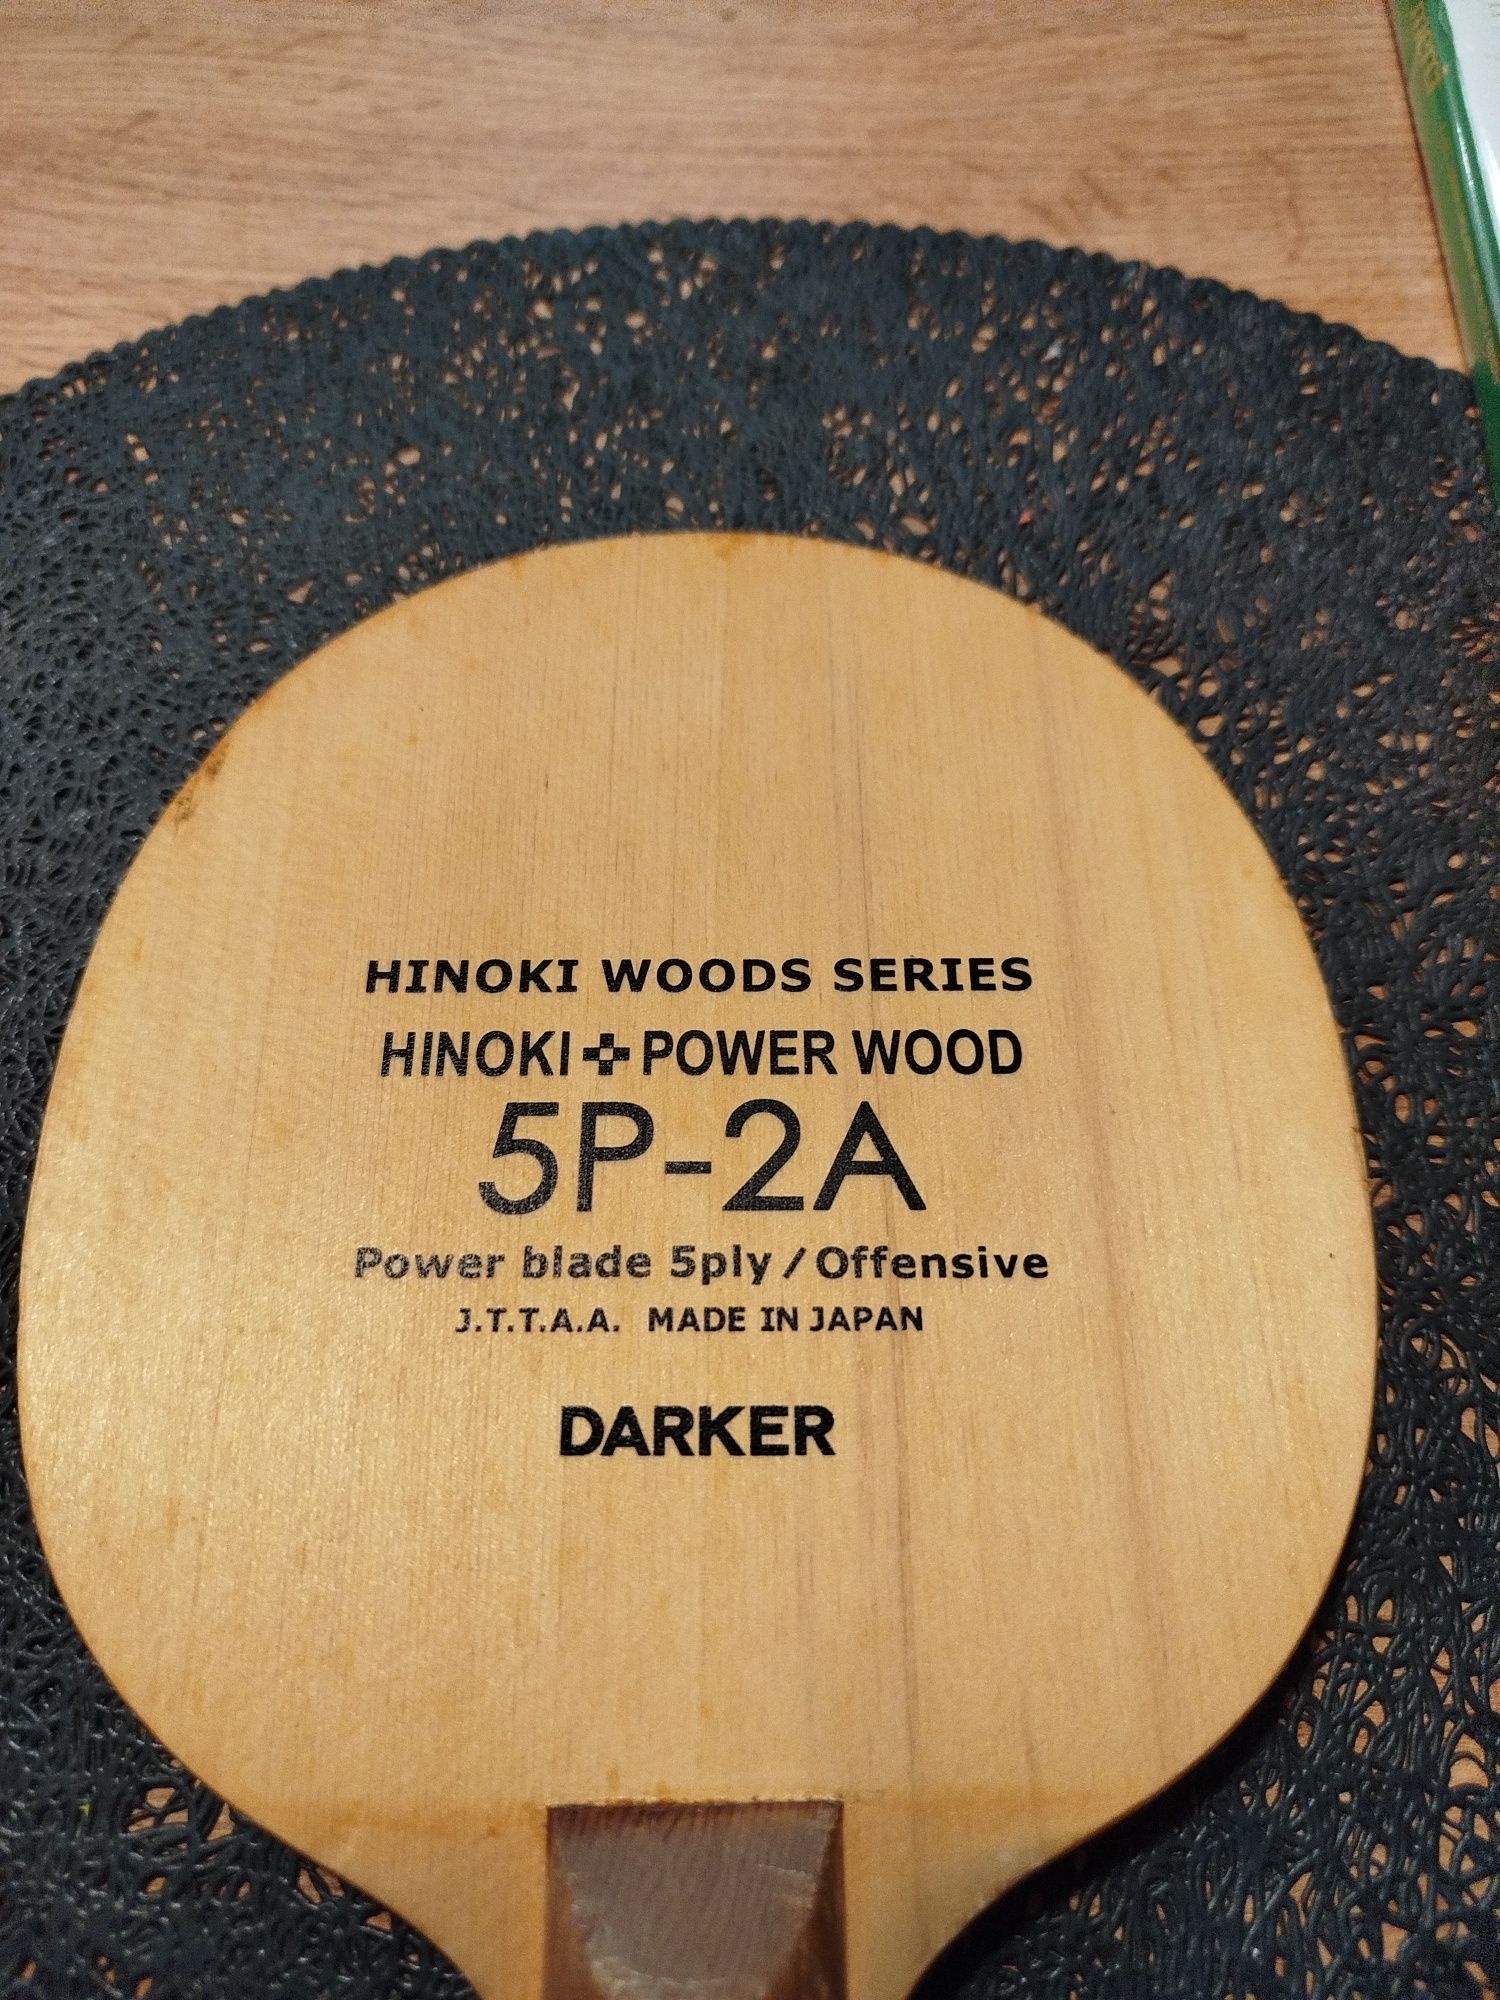 HINOKI WOODS SERIES
HINOKI✜POWER WOOD
5P-2A
Power blade 5ply / Offensive
J.T.T.A.A. MADE IN JAPAN
DARKER